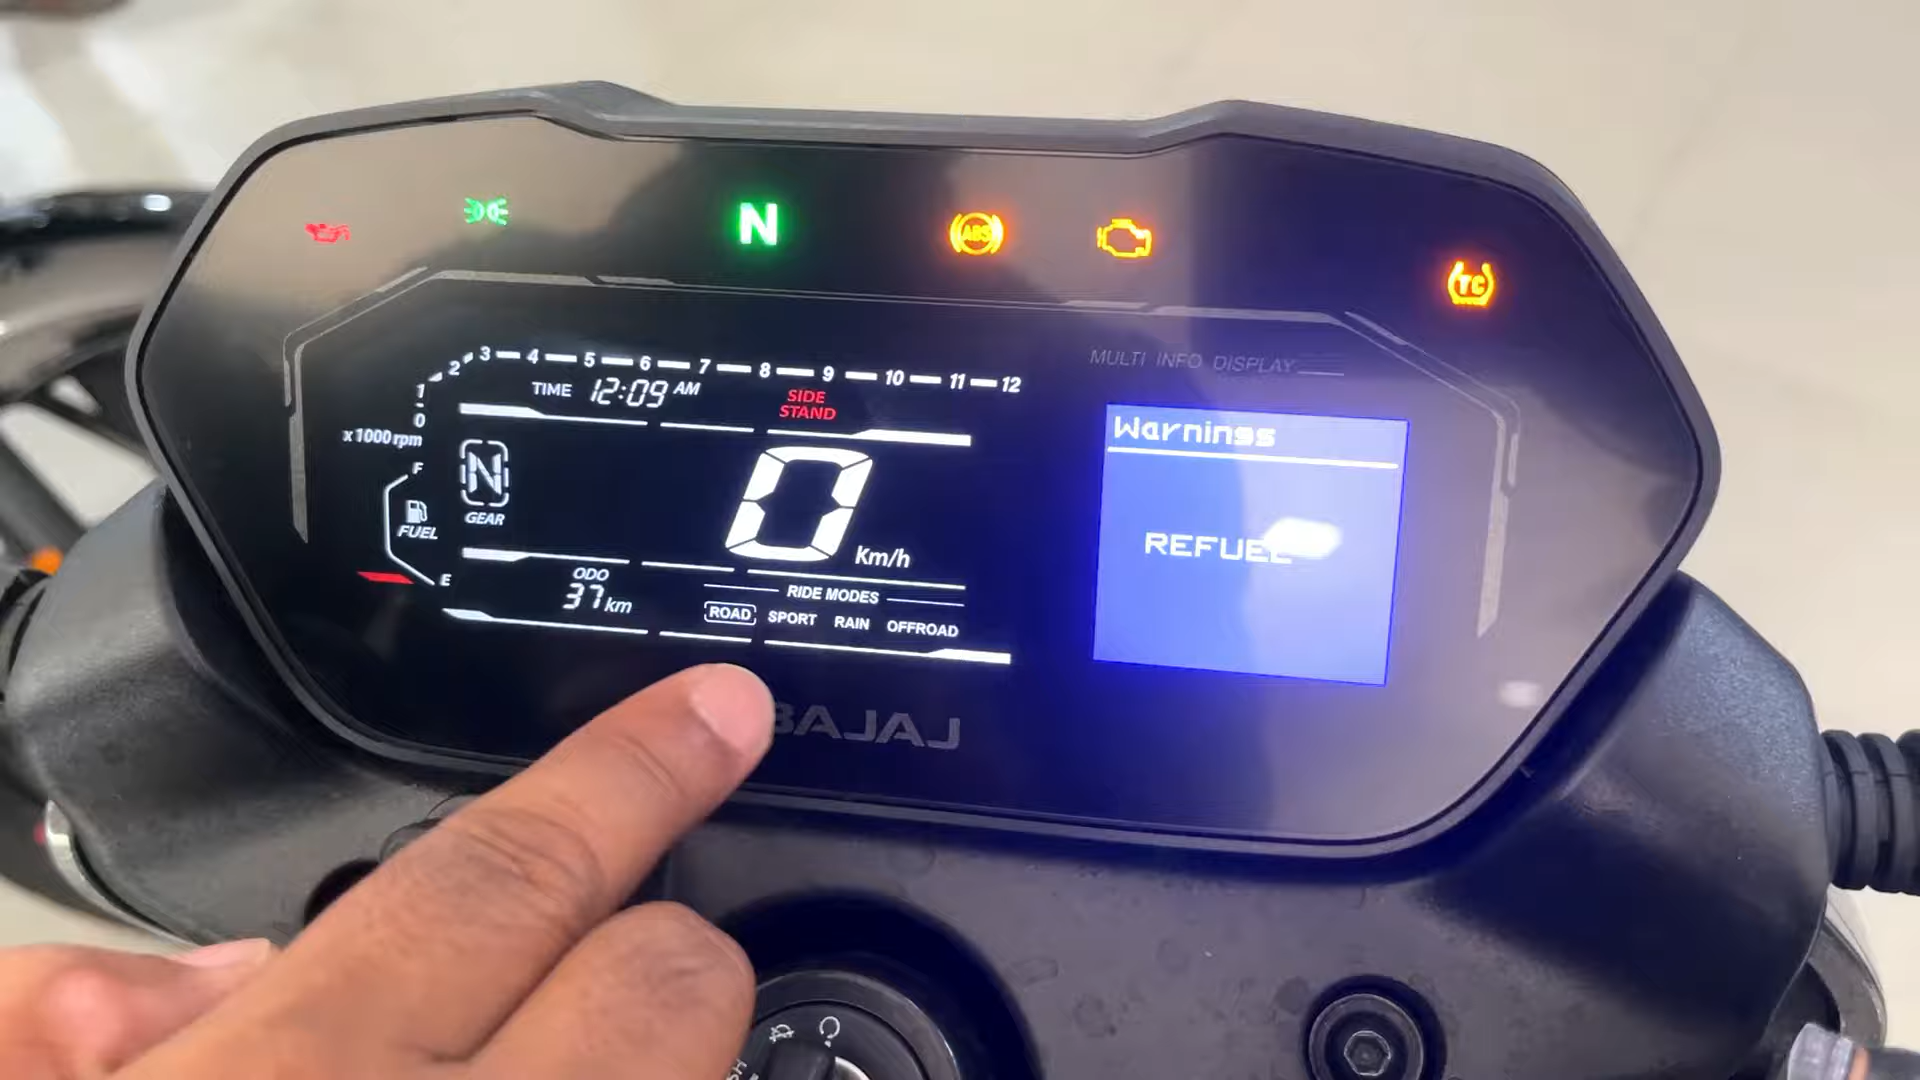 N
ABS
TC
MULTI INFO DISPLAY
0 1 2 3 4 5 6 7 8 9 10 11 12
x 1000 rpm
TIME 12:09 AM
SIDE
STAND
Warnings
F
N
GEAR
0 Km/h
FUEL
REFUEL
E
ODO
37 km
RIDE MODES
ROAD SPORT RAIN OFFROAD
BAJAJ